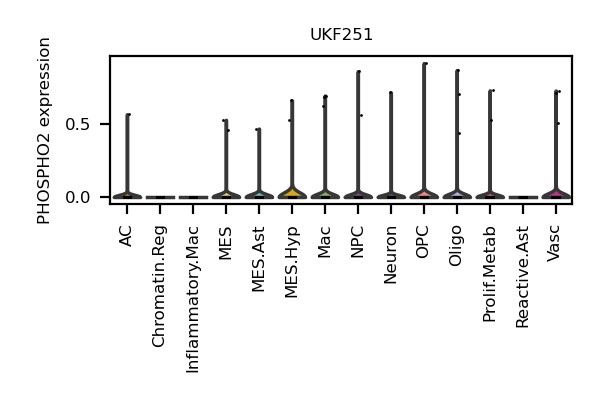 UKF251
PHOSPHO2 expression
0.5
0.0
AC
Chromatin.Reg
Inflammatory.Mac
MES
MES.Ast
MES.Hyp
Mac
NPC
Neuron
OPC
Oligo
Prolif.Metab
Reactive.Ast
Vasc